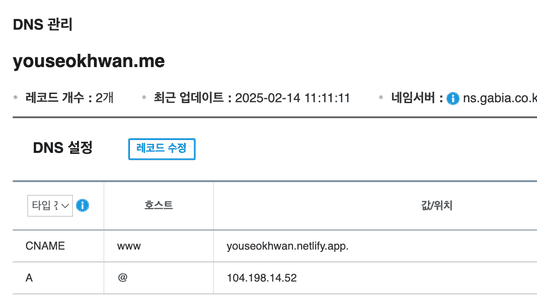 DNS 관리
youseokhwan.me
• 레코드 개수 : 2개 • 최근 업데이트 : 2025-02-14 11:11:11 • 네임서버 : ns.gabia.co.k
DNS 설정 레코드 수정
타입 호스트 값/위치
CNAME www youseokhwan.netlify.app.
A @ 104.198.14.52